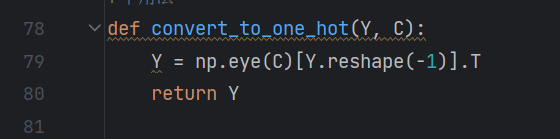 78 def convert_to_one_hot(Y, C):
79     Y = np.eye(C)[Y.reshape(-1)].T
80     return Y
81